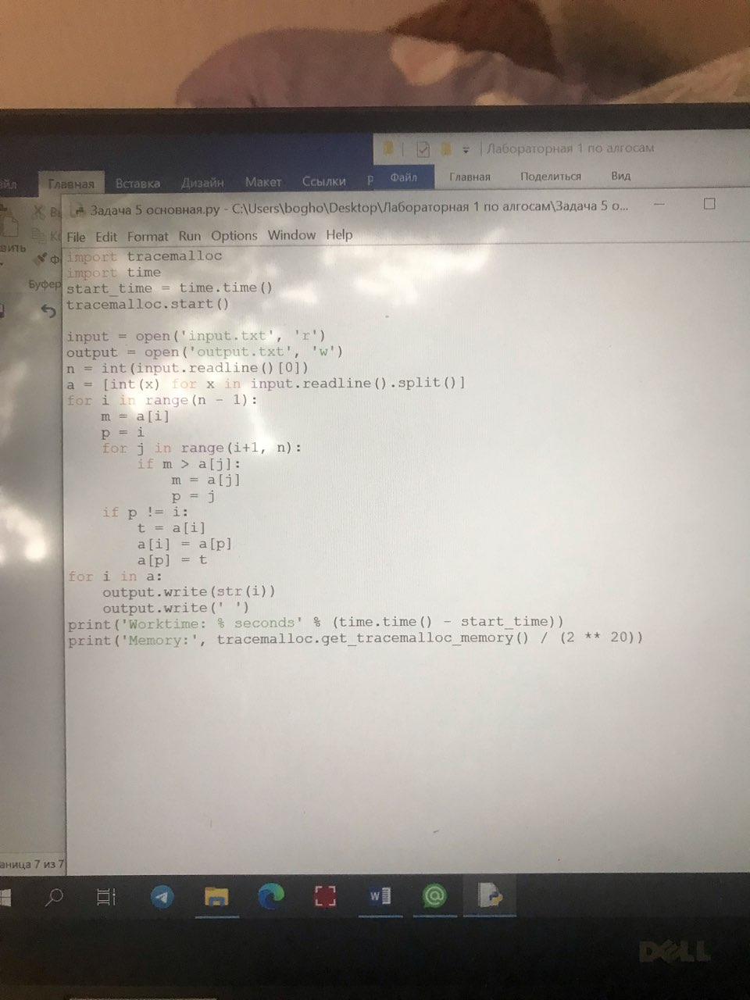 Лабораторная 1 по алгосам
Главная Вставка Дизайн Макет Ссылки Р Файл Главная Поделиться Вид
Задача 5 основная.py - C:\Users\bogho\Desktop\Лабораторная 1 по алгосам\Задача 5 о...
File Edit Format Run Options Window Help
Буфер
import tracemalloc
import time
start_time = time.time()
tracemalloc.start()
input = open('input.txt', 'r')
output = open('output.txt', 'w')
n = int(input.readline()[0])
a = [int(x) for x in input.readline().split()]
for i in range(n - 1):
    m = a[i]
    p = i
    for j in range(i+1, n):
        if m > a[j]:
            m = a[j]
            p = j
    if p != i:
        t = a[i]
        a[i] = a[p]
        a[p] = t
for i in a:
    output.write(str(i))
    output.write(' ')
print('Worktime: % seconds' % (time.time() - start_time))
print('Memory:', tracemalloc.get_tracemalloc_memory() / (2 ** 20))
аница 7 из 7
DELL